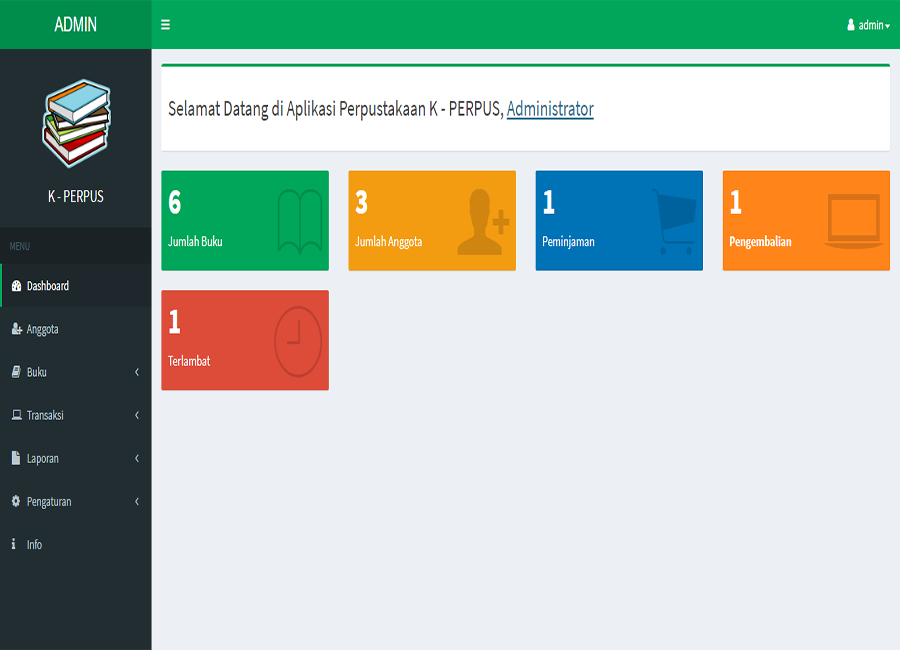 ADMIN
admin
K - PERPUS
MENU
Dashboard
Anggota
Buku
Transaksi
Laporan
Pengaturan
Info
Selamat Datang di Aplikasi Perpustakaan K - PERPUS, Administrator
6
Jumlah Buku
3
Jumlah Anggota
1
Peminjaman
1
Pengembalian
1
Terlambat